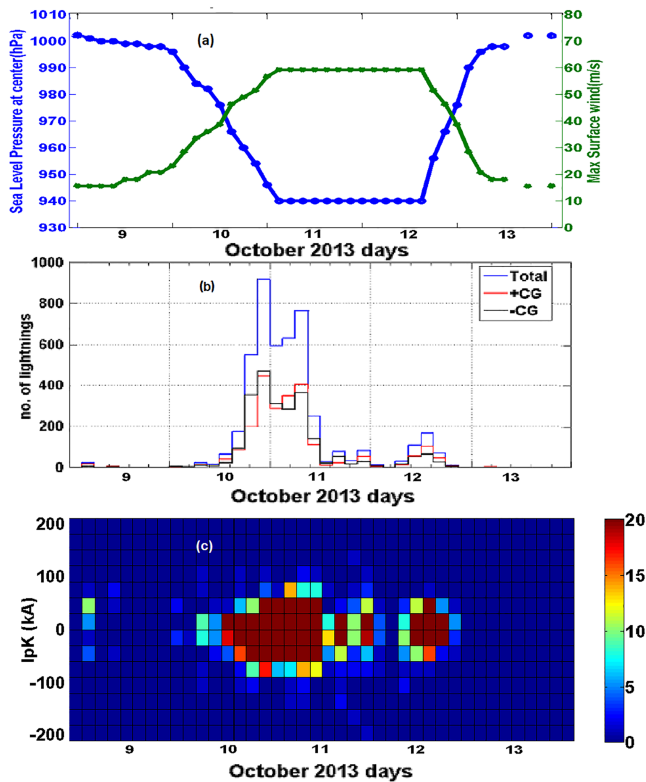 1010
1000
990
980
970
960
950
940
930
Sea Level Pressure at center(hPa)
(a)
80
70
60
50
40
30
20
10
0
Max Surface wind(m/s)
9 10 11 12 13
October 2013 days
1000
800
600
400
200
0
no. of lightnings
(b)
Total
+CG
-CG
9 10 11 12 13
October 2013 days
200
100
0
-100
-200
IpK (kA)
(c)
20
15
10
5
0
9 10 11 12 13
October 2013 days